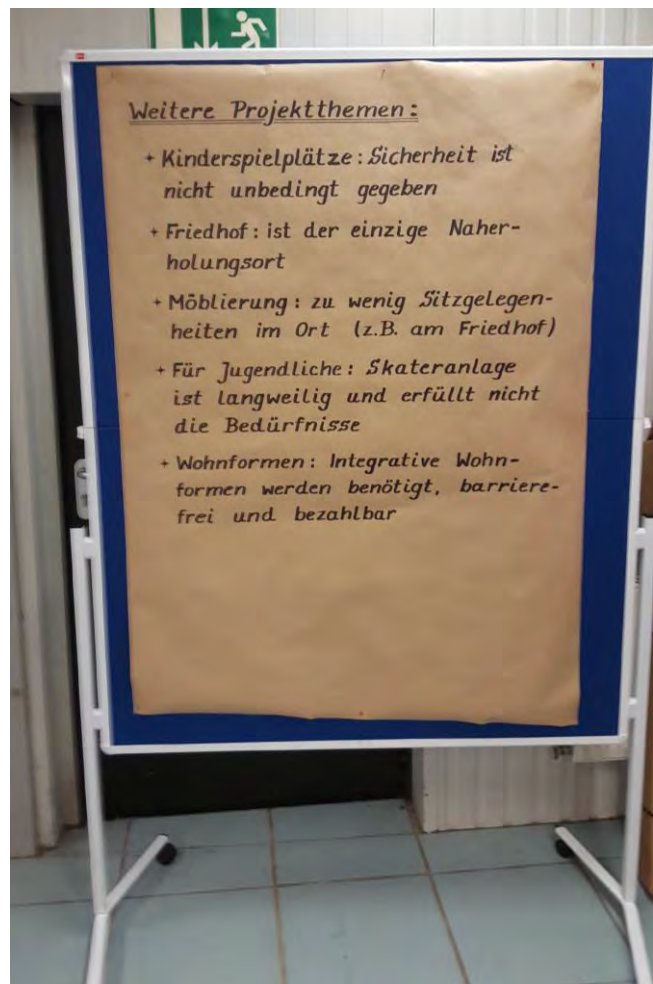 Weitere Projektthemen:
+ Kinderspielplätze: Sicherheit ist
nicht unbedingt gegeben
+ Friedhof: ist der einzige Naher-
holungsort
+ Möblierung: zu wenig Sitzgelegen-
heiten im Ort (z.B. am Friedhof)
+ Für Jugendliche: Skateranlage
ist langweilig und erfüllt nicht
die Bedürfnisse
+ Wohnformen: Integrative Wohn-
formen werden benötigt, barriere-
frei und bezahlbar